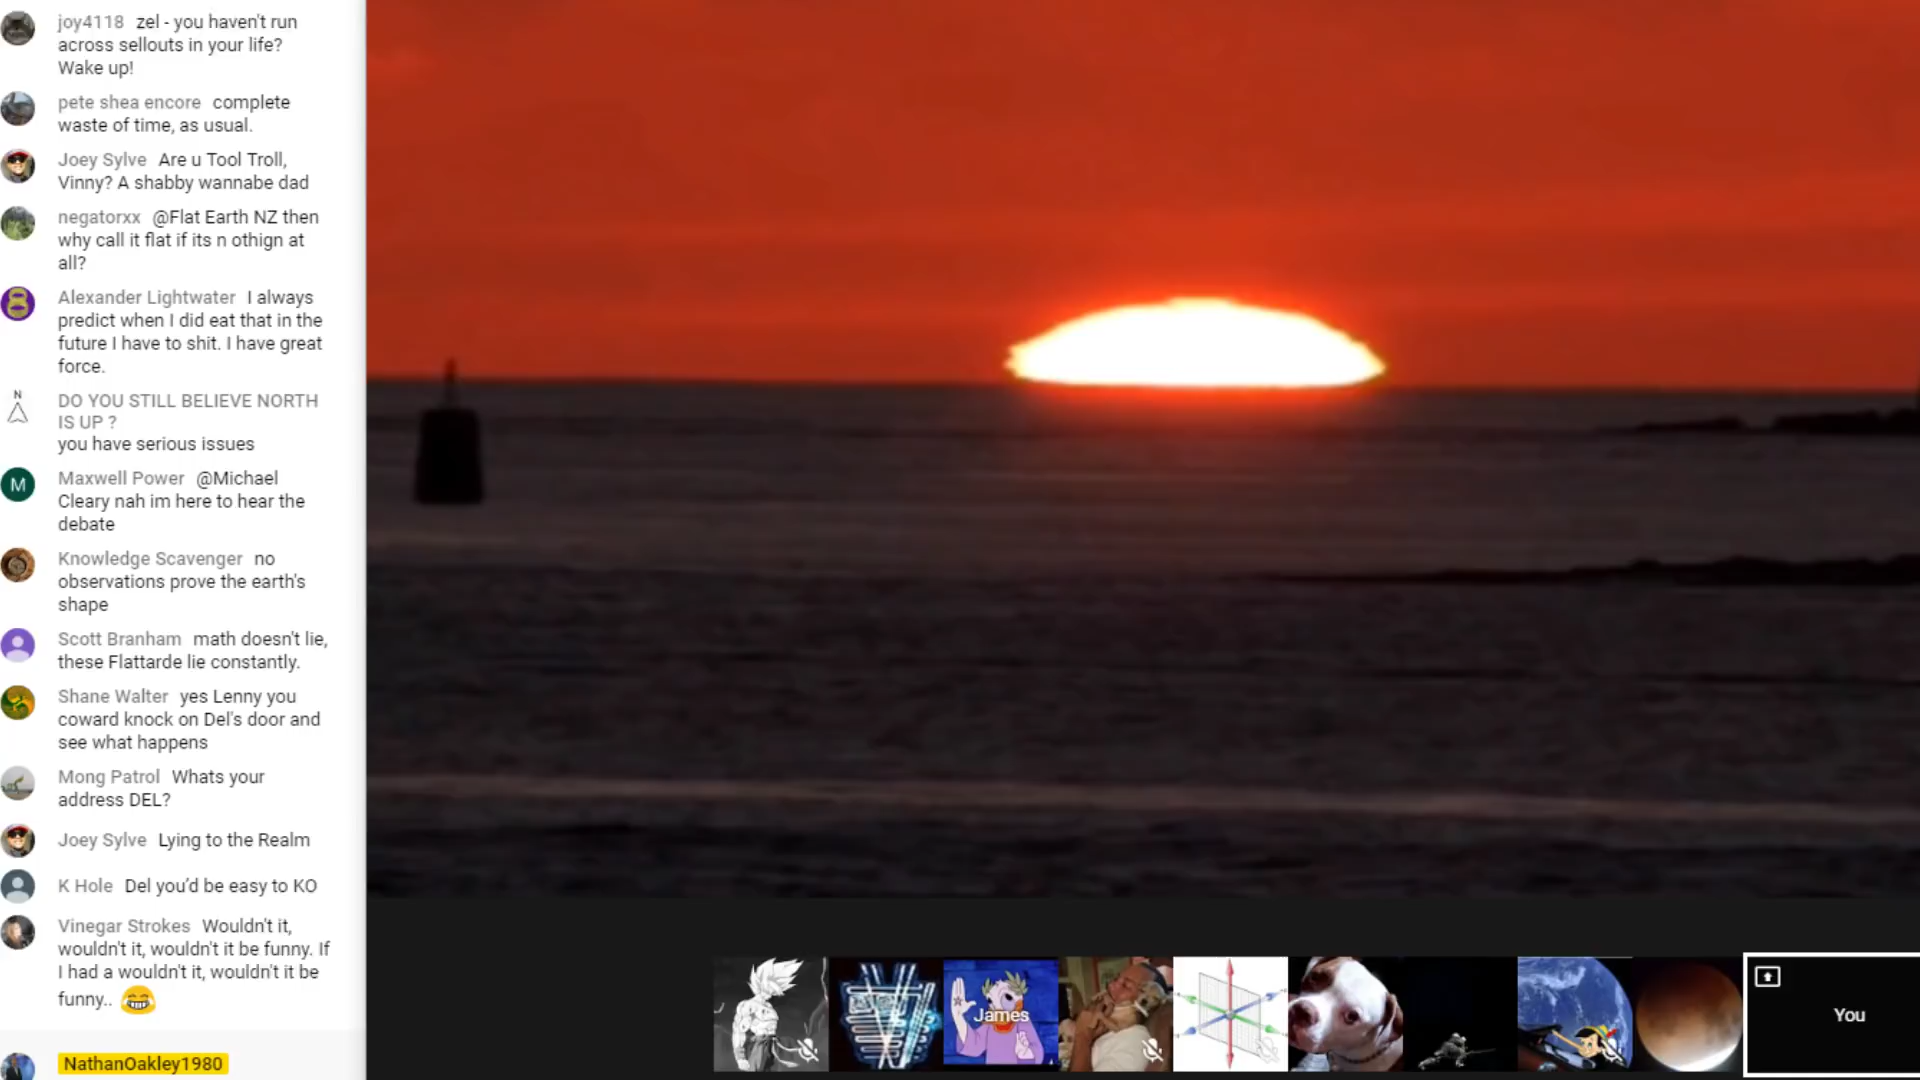 joy4118 zel - you haven't run
across sellouts in your life?
Wake up!
pete shea encore complete
waste of time, as usual.
Joey Sylve Are u Tool Troll,
Vinny? A shabby wannabe dad
negatorxx @Flat Earth NZ then
why call it flat if its n othign at
all?
Alexander Lightwater I always
predict when I did eat that in the
future I have to shit. I have great
force.
N
DO YOU STILL BELIEVE NORTH
IS UP ?
you have serious issues
M
Maxwell Power @Michael
Cleary nah im here to hear the
debate
Knowledge Scavenger no
observations prove the earth's
shape
Scott Branham math doesn't lie,
these Flattarde lie constantly.
Shane Walter yes Lenny you
coward knock on Del's door and
see what happens
Mong Patrol Whats your
address DEL?
Joey Sylve Lying to the Realm
K Hole Del you'd be easy to KO
Vinegar Strokes Wouldn't it,
wouldn't it, wouldn't it be funny. If
I had a wouldn't it, wouldn't it be
funny.. 😂
NathanOakley1980
James
You